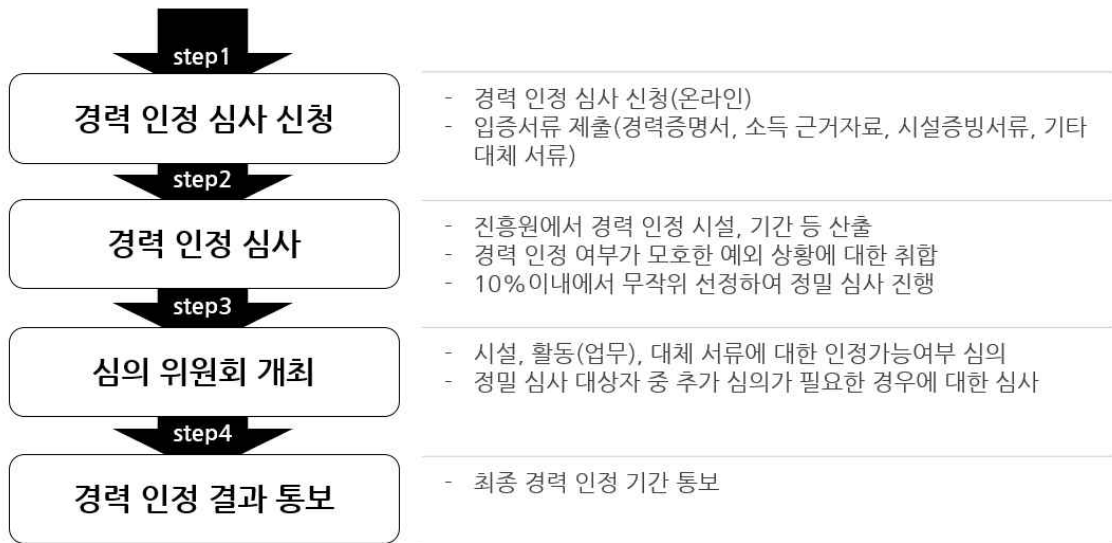 step1
경력 인정 심사 신청
- 경력 인정 심사 신청(온라인)
- 입증서류 제출(경력증명서, 소득 근거자료, 시설증빙서류, 기타
대체 서류)
step2
경력 인정 심사
- 진흥원에서 경력 인정 시설, 기간 등 산출
- 경력 인정 여부가 모호한 예외 상황에 대한 취합
- 10%이내에서 무작위 선정하여 정밀 심사 진행
step3
심의 위원회 개최
- 시설, 활동(업무), 대체 서류에 대한 인정가능여부 심의
- 정밀 심사 대상자 중 추가 심의가 필요한 경우에 대한 심사
step4
경력 인정 결과 통보
- 최종 경력 인정 기간 통보